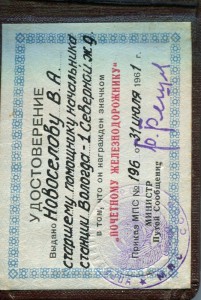 УДОСТОВЕРЕНИЕ
Выдано Новоселову В. А.
старшему помощнику начальника
станции Вологда-1 Северной ж. д.
в том, что он награжден значком
"ПОЧЕТНОМУ ЖЕЛЕЗНОДОРОЖНИКУ"
Приказ МПС № 196 31 июля 1961 г.
МИНИСТР
Путей Сообщения